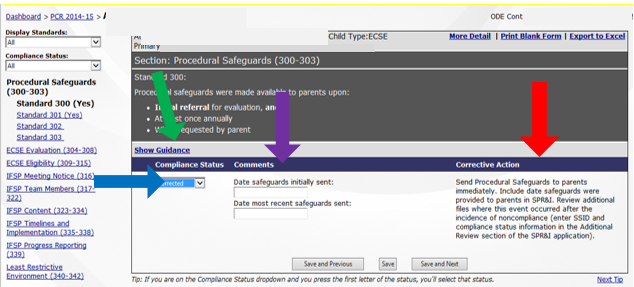 Dashboard > PCR 2014-15 >
ODE Cont
Display Standards:
All
Compliance Status:
All
Procedural Safeguards
(300-303)
Standard 300 (Yes)
Standard 301 (Yes)
Standard 302
Standard 303
ECSE Evaluation (304-308)
ECSE Eligibility (309-315)
IFSP Meeting Notice (316)
IFSP Team Members (317-
322)
IFSP Content (323-334)
IFSP Timelines and
Implementation (335-338)
IFSP Progress Reporting
(339)
Least Restrictive
Environment (340-342)
Child Type:ECSE
More Detail | Print Blank Form | Export to Excel
Primary
Section: Procedural Safeguards (300-303)
300:
Procedural safeguards were made available to parents upon:
• referral for evaluation,
• once annually
• requested by parent
Show Guidance
Compliance Status Comments Corrective Action
Date safeguards initially sent:
Date most recent safeguards sent:
Send Procedural Safeguards to parents
immediately. Include date safeguards were
provided to parents in SPR&I. Review additional
files where this event occurred after the
incidence of noncompliance (enter SSID and
compliance status information in the Additional
Review section of the SPR&I application).
Save and Previous Save Save and Next
Tip: If you are on the Compliance Status dropdown and you press the first letter of the status, you'll select that status.
Next Tip